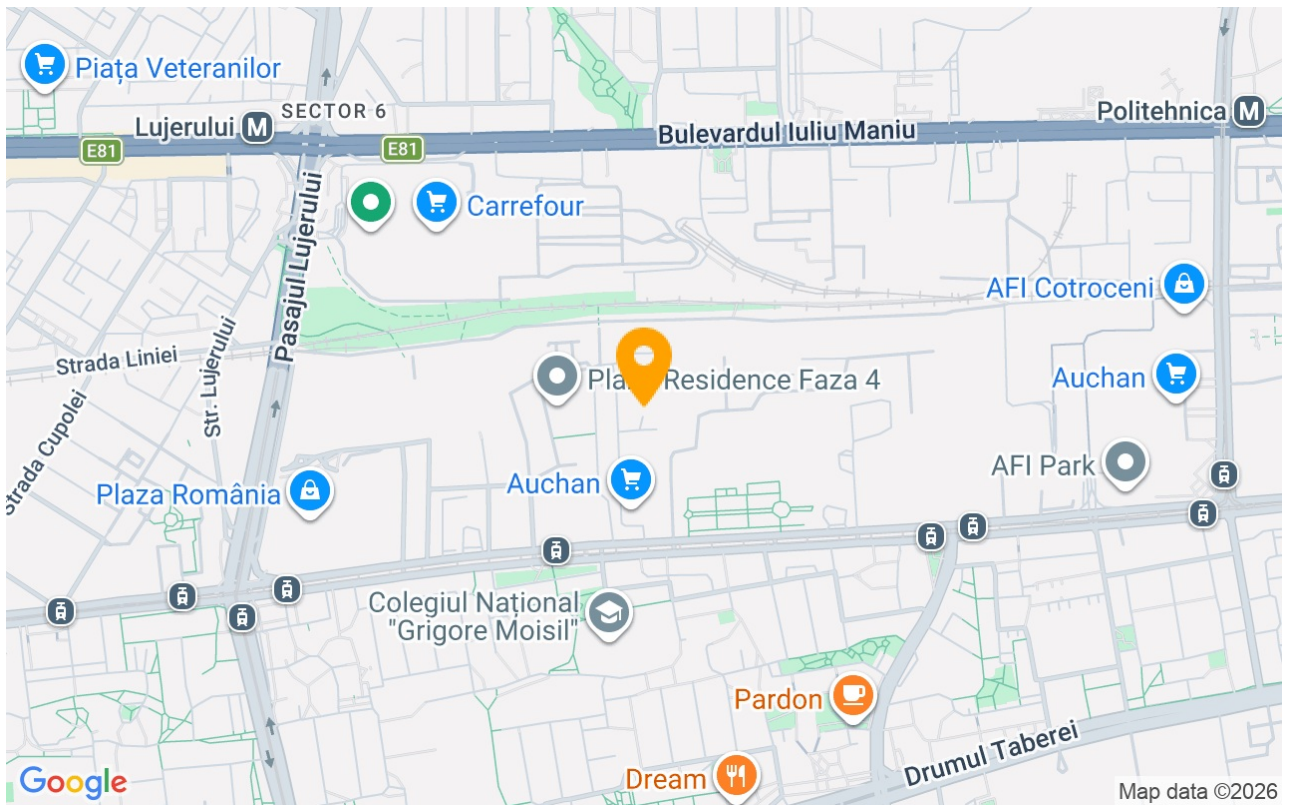 Piața Veteranilor
SECTOR 6
Lujerului M
Politehnica M
Bulevardul Iuliu Maniu
E81
E81
Carrefour
Pasajul Lujerului
AFI Cotroceni
Strada Liniei
Str. Lujerului
Residence Faza 4
Auchan
Strada Cupolei
AFI Park
Auchan
Plaza România
Colegiul Național
"Grigore Moisil"
Pardon
Drumul Taberei
Dream
Google
Map data ©2026